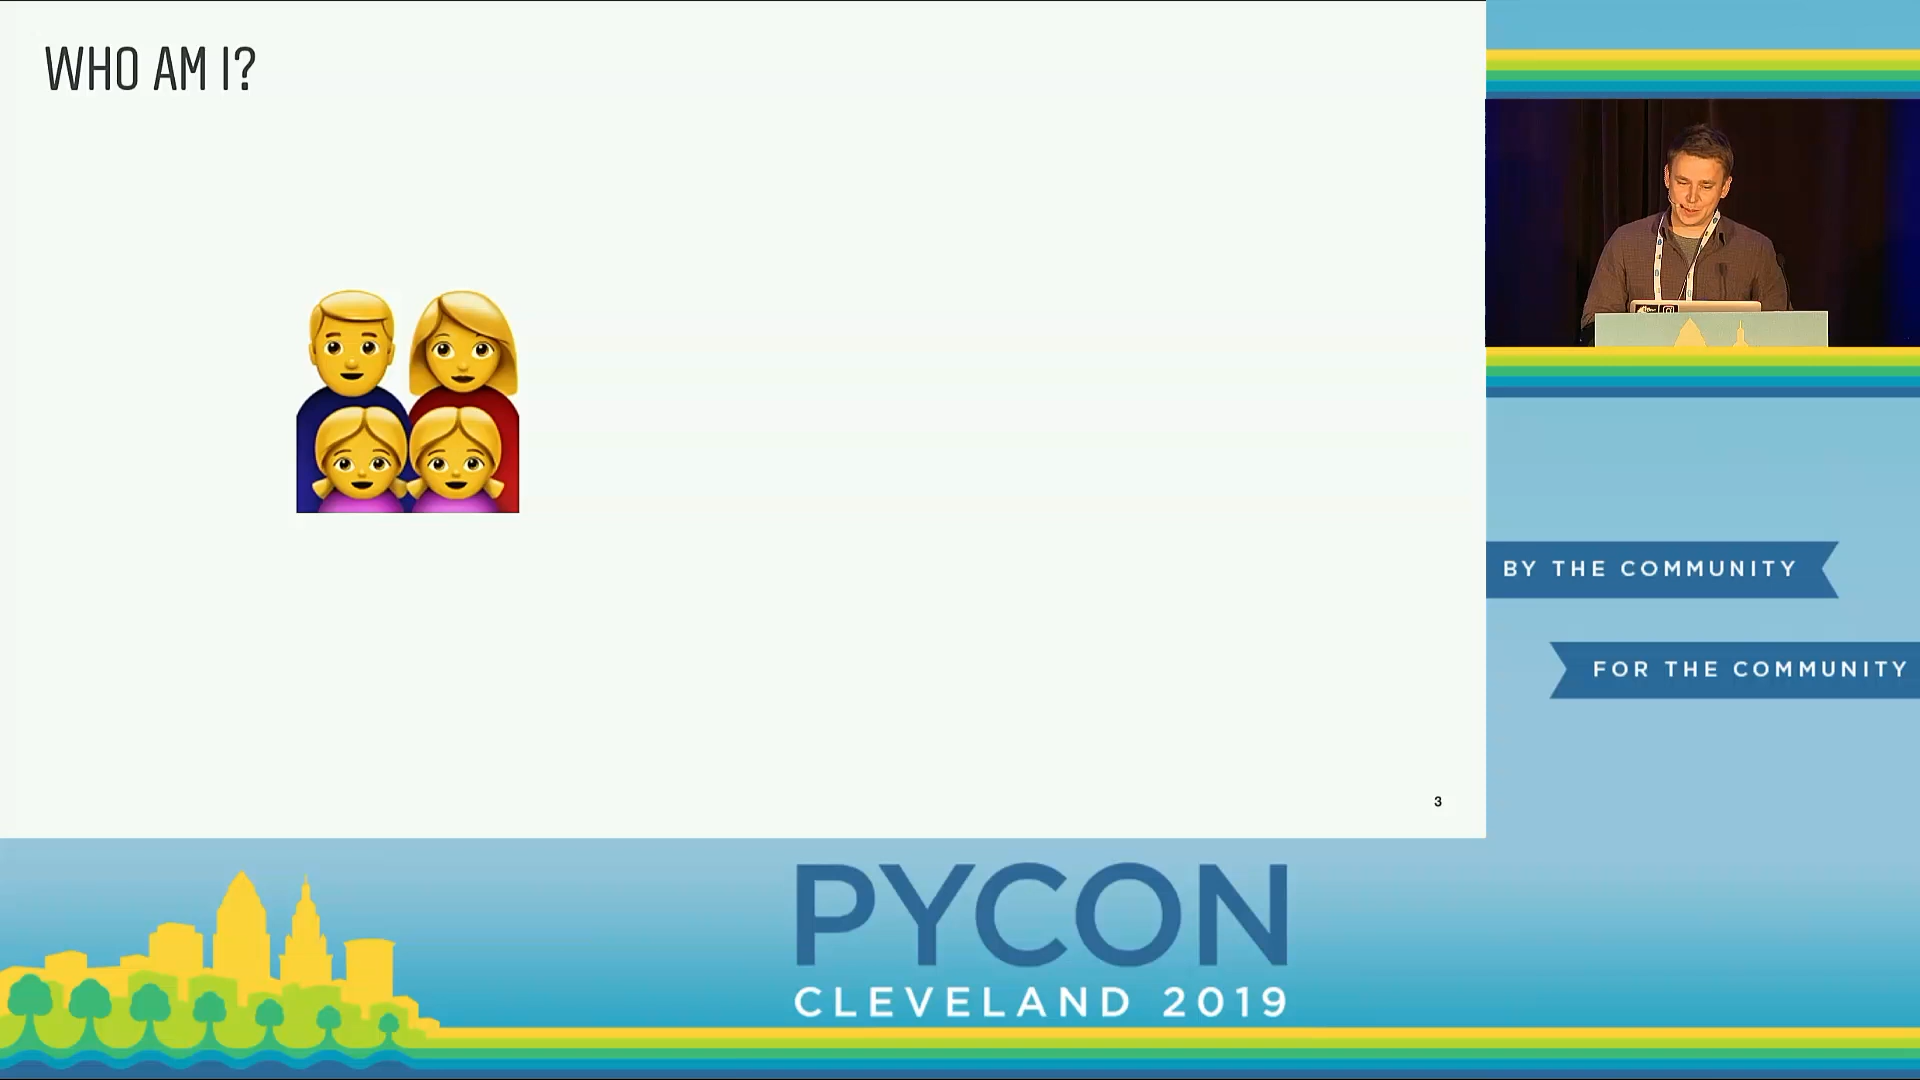 WHO AM I?
3
BY THE COMMUNITY
FOR THE COMMUNITY
PYCON
CLEVELAND 2019